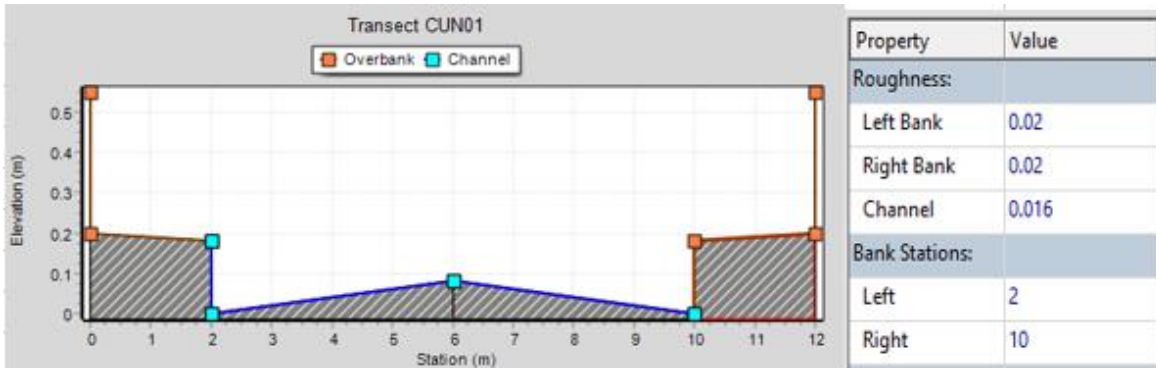 Transect CUN01
Overbank Channel
Elevation (m)
0.5
0.4
0.3
0.2
0.1
0
0 1 2 3 4 5 6 7 8 9 10 11 12
Station (m)
Property Value
Roughness:
Left Bank 0.02
Right Bank 0.02
Channel 0.016
Bank Stations:
Left 2
Right 10